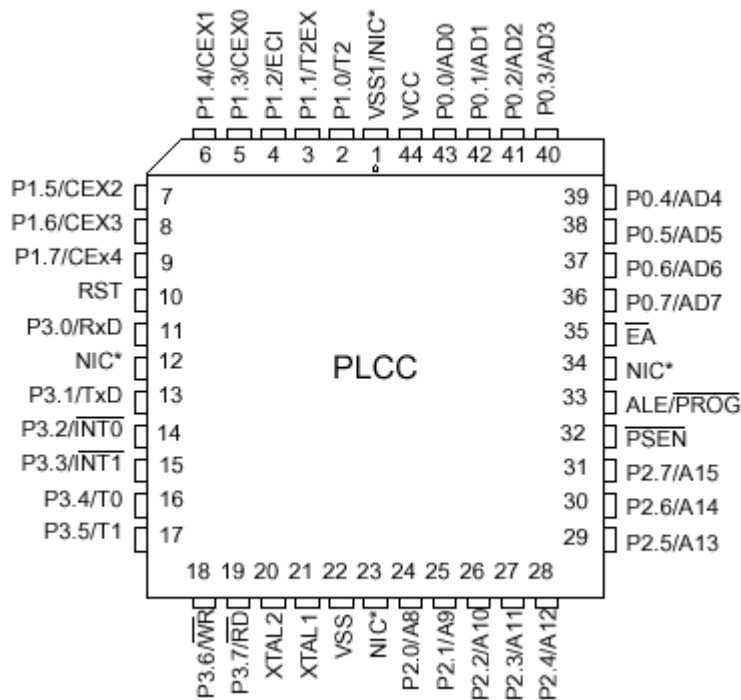 P1.4/CEX1
P1.3/CEX0
P1.2/ECI
P1.1/T2EX
P1.0/T2
VSS1/NIC*
VCC
P0.0/AD0
P0.1/AD1
P0.2/AD2
P0.3/AD3
6 5 4 3 2 1 44 43 42 41 40
P1.5/CEX2 7
P1.6/CEX3 8
P1.7/CEx4 9
RST 10
P3.0/RxD 11
NIC* 12
P3.1/TxD 13
P3.2/INT0 14
P3.3/INT1 15
P3.4/T0 16
P3.5/T1 17
PLCC
39 P0.4/AD4
38 P0.5/AD5
37 P0.6/AD6
36 P0.7/AD7
35 EA
34 NIC*
33 ALE/PROG
32 PSEN
31 P2.7/A15
30 P2.6/A14
29 P2.5/A13
18 19 20 21 22 23 24 25 26 27 28
P3.6/WR
P3.7/RD
XTAL2
XTAL1
VSS
NIC*
P2.0/A8
P2.1/A9
P2.2/A10
P2.3/A11
P2.4/A12